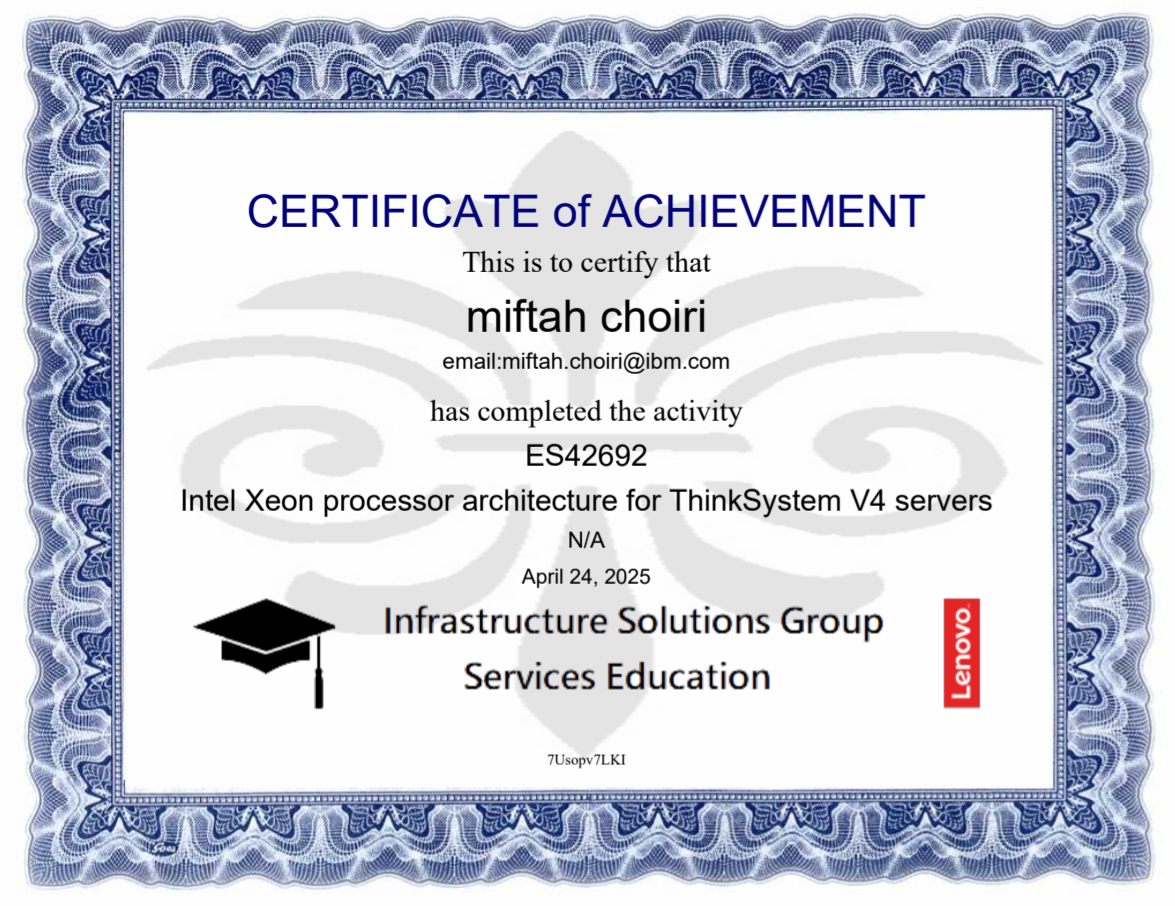 CERTIFICATE of ACHIEVEMENT
This is to certify that
miftah choiri
email:miftah.choiri@ibm.com
has completed the activity
ES42692
Intel Xeon processor architecture for ThinkSystem V4 servers
N/A
April 24, 2025
Infrastructure Solutions Group
Services Education
Lenovo
7Usopv7LKI
Goes